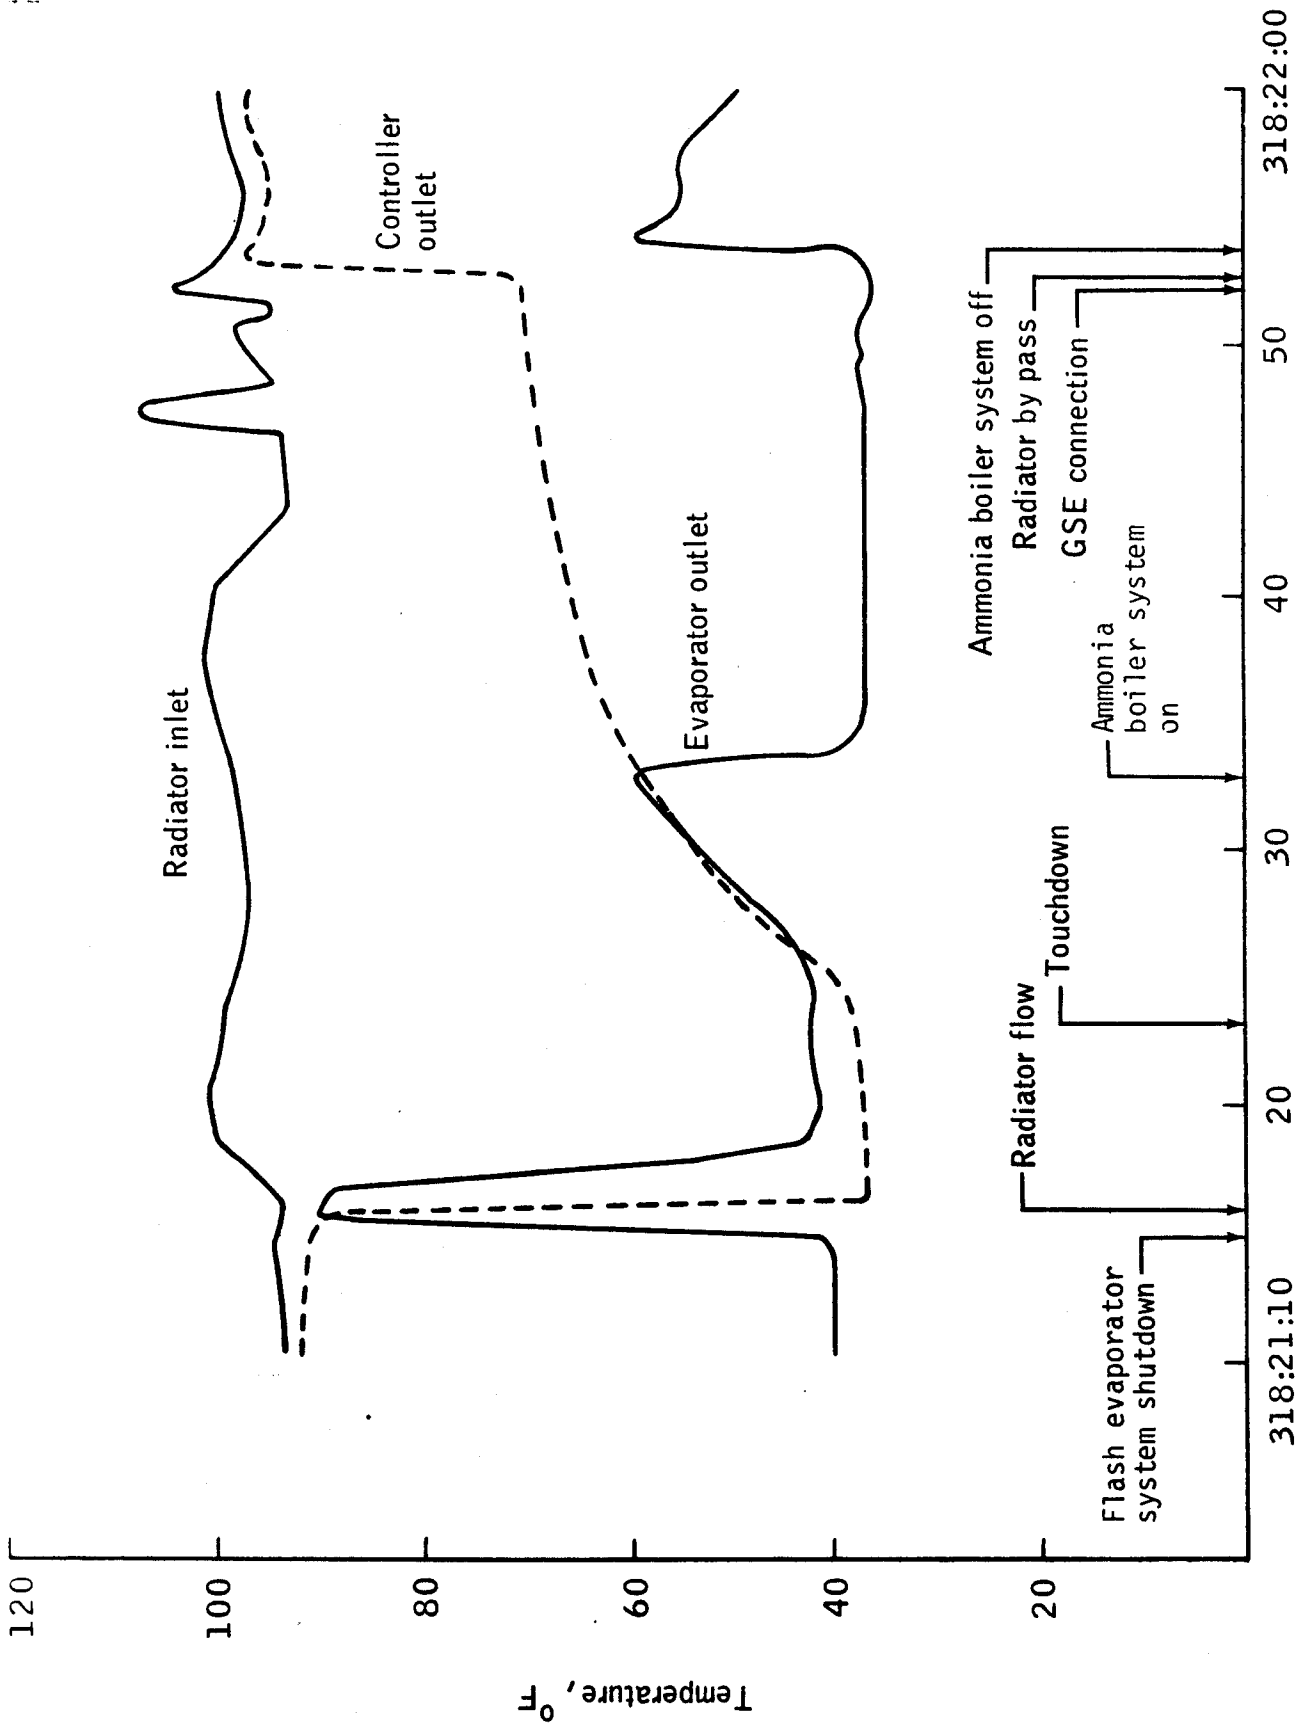 120
100
80
60
40
20
Temperature, °F
Radiator inlet
Controller
outlet
Evaporator outlet
Flash evaporator
system shutdown
Radiator flow
Touchdown
Ammonia
boiler system
on
Ammonia boiler system off
Radiator by pass
GSE connection
318:21:10
20
30
40
50
318:22:00